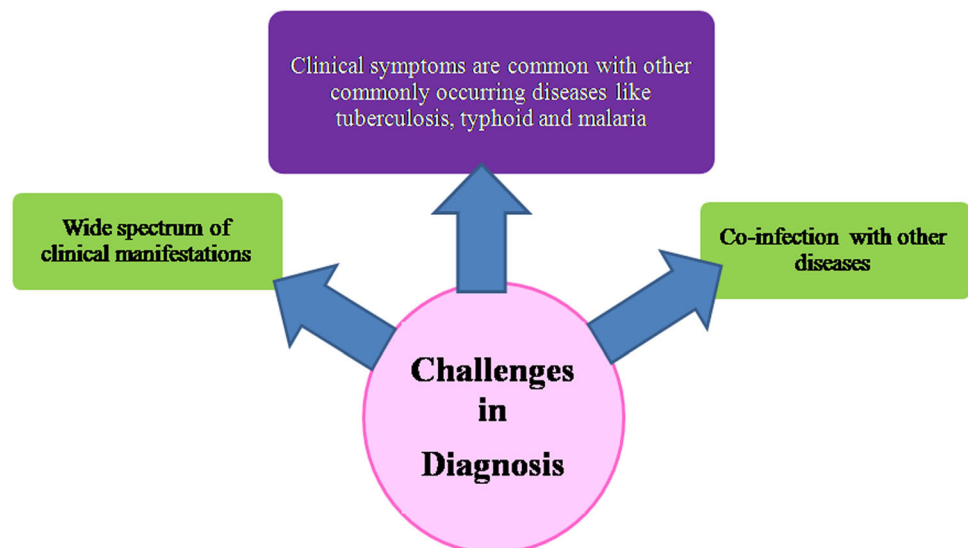 Clinical symptoms are common with other
commonly occurring diseases like
tuberculosis, typhoid and malaria
Wide spectrum of
clinical manifestations
Co-infection with other
diseases
Challenges
in
Diagnosis